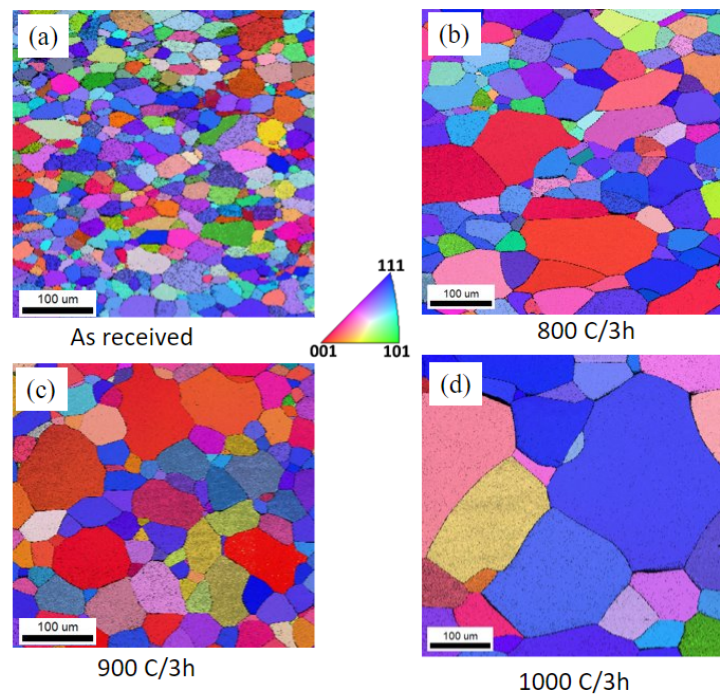 (a)
(b)
100 um
As received
111
001
101
100 um
800 C/3h
(c)
(d)
100 um
900 C/3h
100 um
1000 C/3h